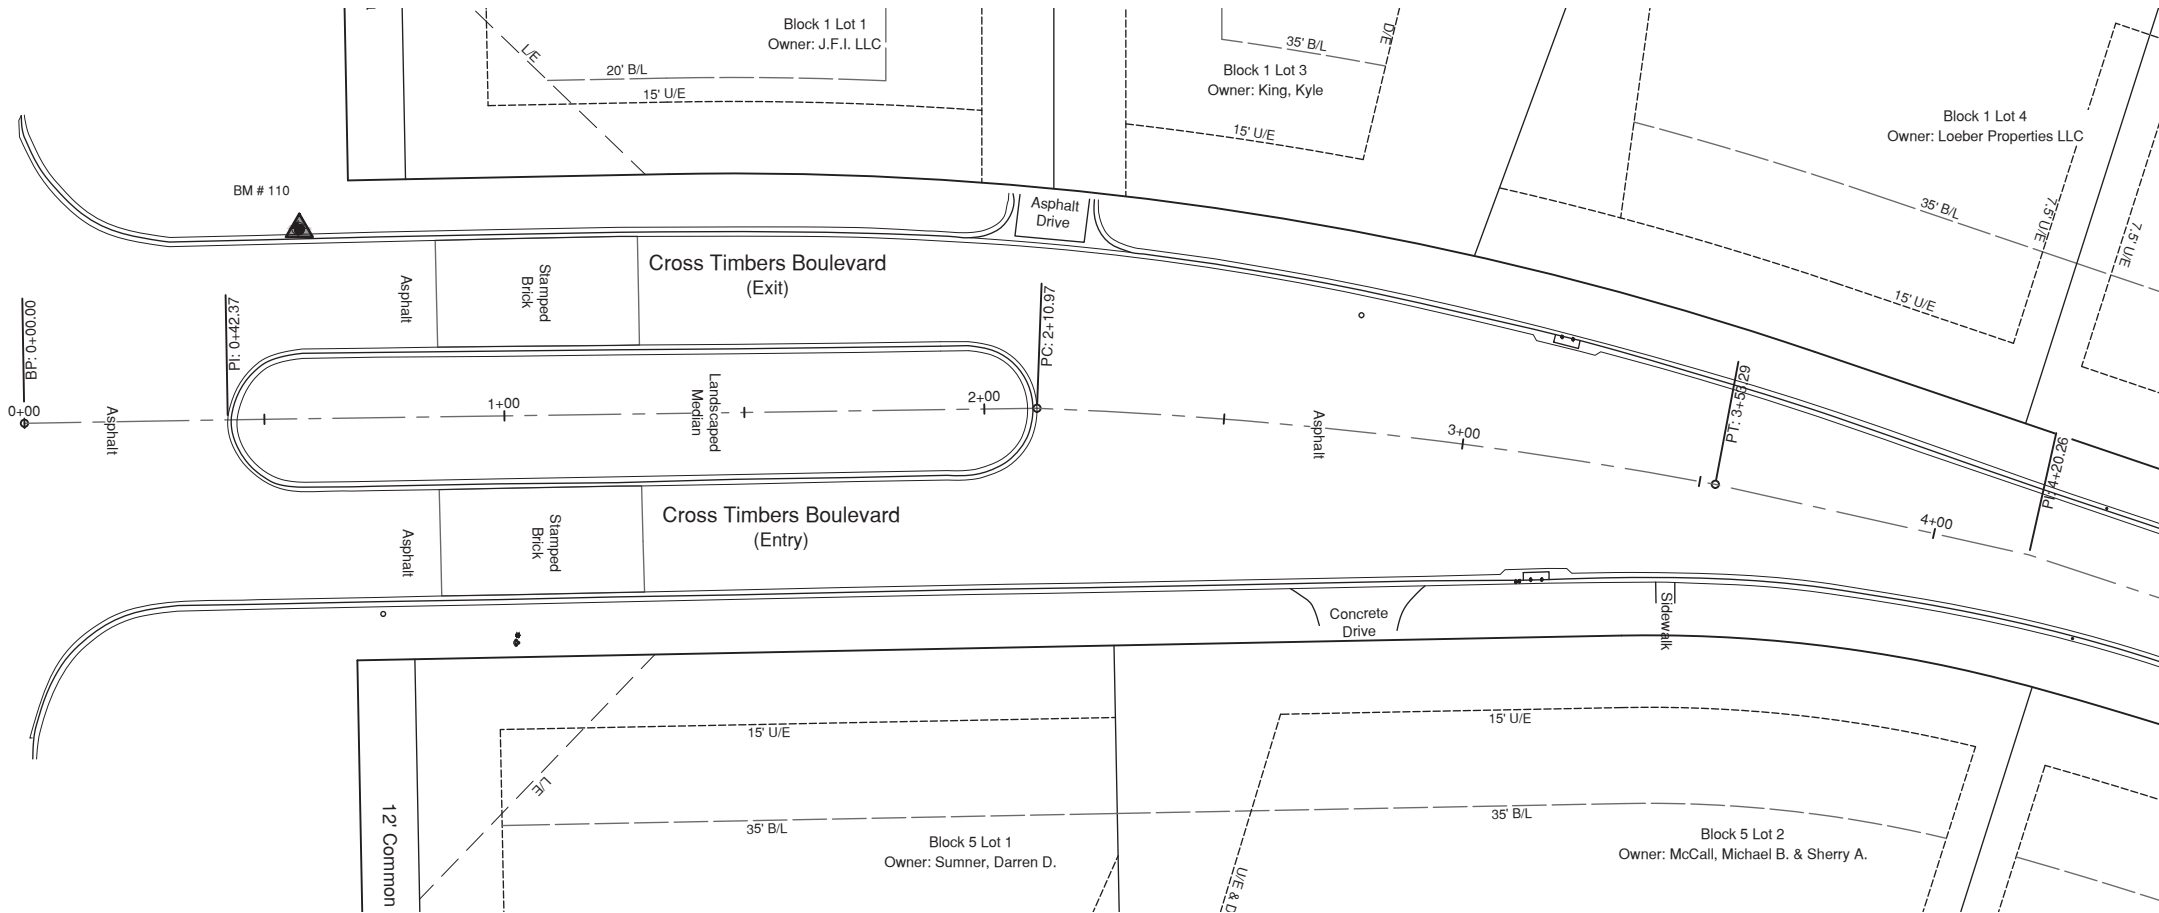 Block 1 Lot 1
Owner: J.F.I. LLC
L/E
20' B/L
15' U/E
35' B/L
D/E
Block 1 Lot 3
Owner: King, Kyle
15' U/E
Block 1 Lot 4
Owner: Loeber Properties LLC
35' B/L
7.5' U/E
7.5' U/E
15' U/E
BM # 110
Asphalt
Drive
Cross Timbers Boulevard
(Exit)
Asphalt
Stamped
Brick
BP: 0+00.00
PI: 0+42.37
PC: 2+10.97
PT: 3+53.29
PI: 4+20.26
0+00
Asphalt
1+00
Landscaped
Median
2+00
Asphalt
3+00
4+00
Cross Timbers Boulevard
(Entry)
Asphalt
Stamped
Brick
Concrete
Drive
Sidewalk
15' U/E
15' U/E
L/E
35' B/L
35' B/L
12' Common
Block 5 Lot 1
Owner: Sumner, Darren D.
Block 5 Lot 2
Owner: McCall, Michael B. & Sherry A.
U/E & D